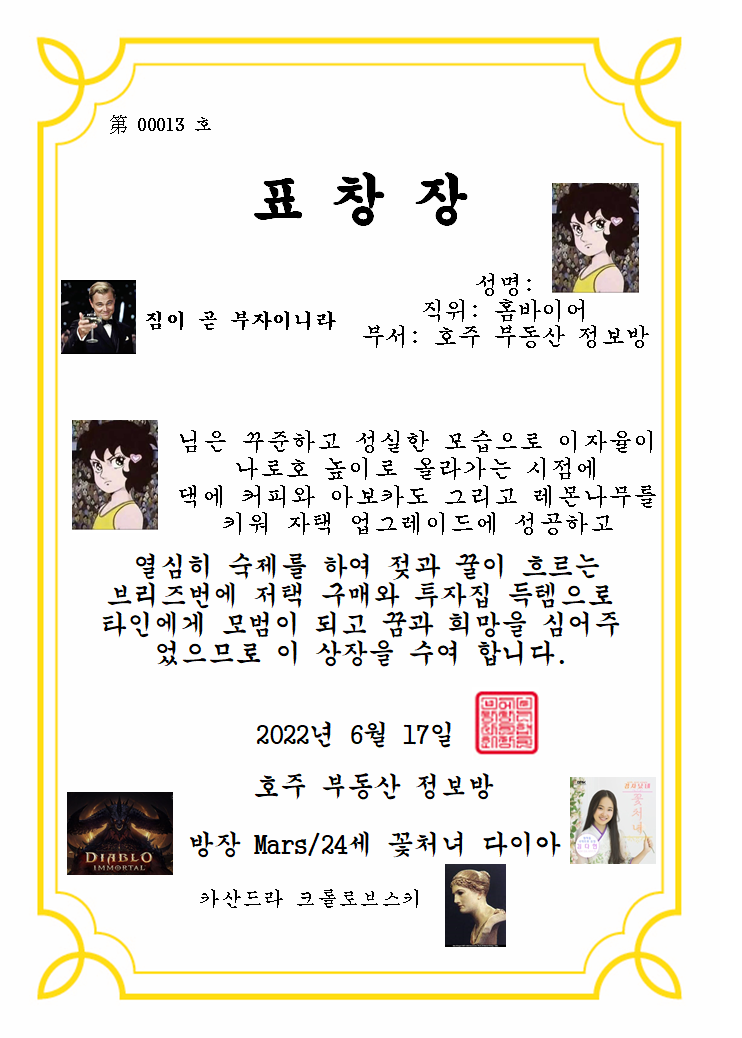 第 00013 호
표 창 장
성명:
직위: 홈바이어
짐이 곧 부자이니라
부서: 호주 부동산 정보방
님은 꾸준하고 성실한 모습으로 이자율이
나로호 높이로 올라가는 시점에
댁에 커피와 아보카도 그리고 레몬나무를
키워 자택 업그레이드에 성공하고
열심히 숙제를 하여 젖과 꿀이 흐르는
브리즈번에 저택 구매와 투자집 득템으로
타인에게 모범이 되고 꿈과 희망을 심어주
었으므로 이 상장을 수여 합니다.
2022년 6월 17일
호주 부동산 정보방
방장 Mars/24세 꽃처녀 다이아
DIABLO
IMMORTAL
꽃처녀
카산드라 크롤로브스키